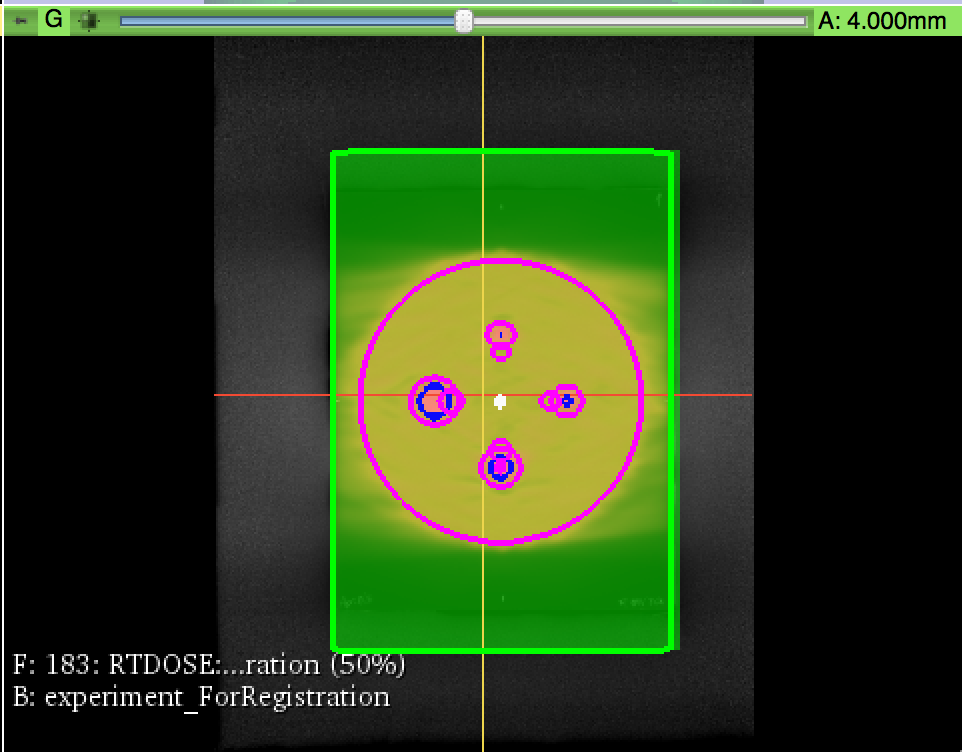 G
A: 4.000mm
F: 183: RTDOSE:...ration (50%)
B: experiment_ForRegistration